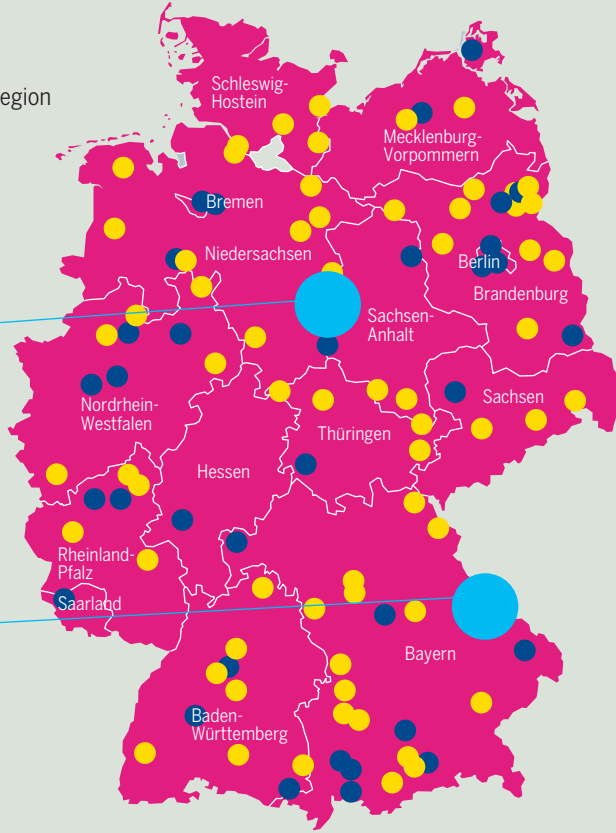 egion
Schleswig-
Hostein
Mecklenburg-
Vorpommern
Bremen
Niedersachsen
Berlin
Brandenburg
Sachsen-
Anhalt
Nordrhein-
Westfalen
Sachsen
Thüringen
Hessen
Rheinland-
Pfalz
Saarland
Bayern
Baden-
Württemberg